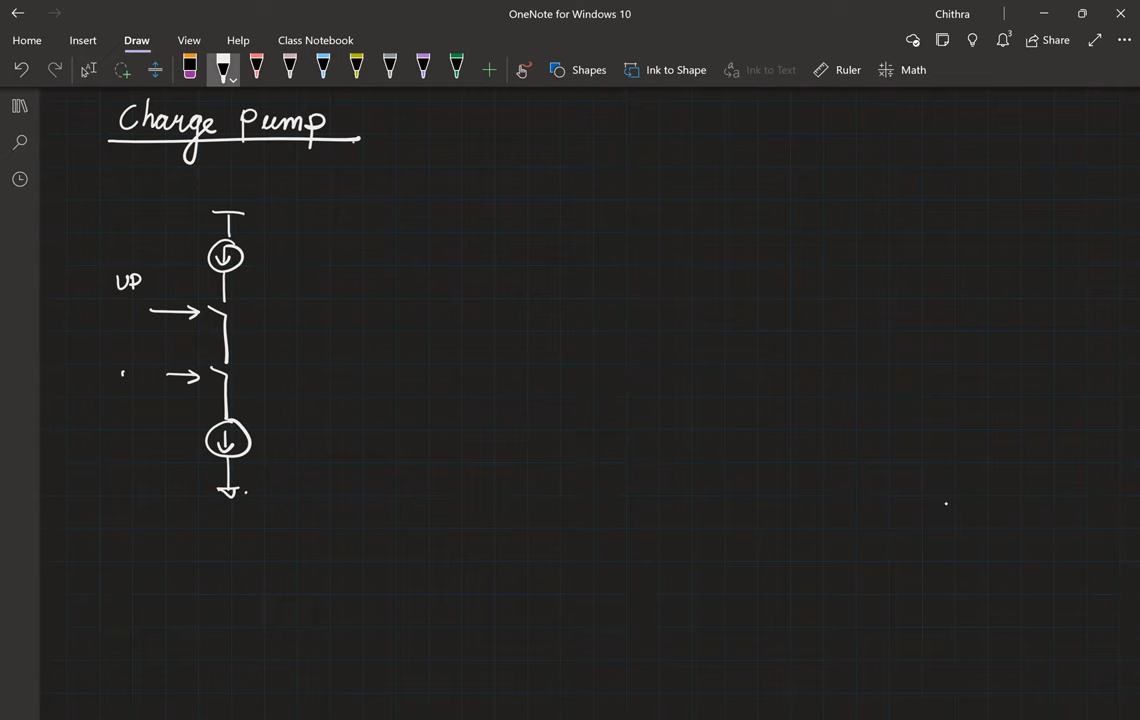 OneNote for Windows 10
Chithra
Home Insert Draw View Help Class Notebook
Share
Shapes Ink to Shape Ink to Text Ruler Math
3
Charge Pump
UP